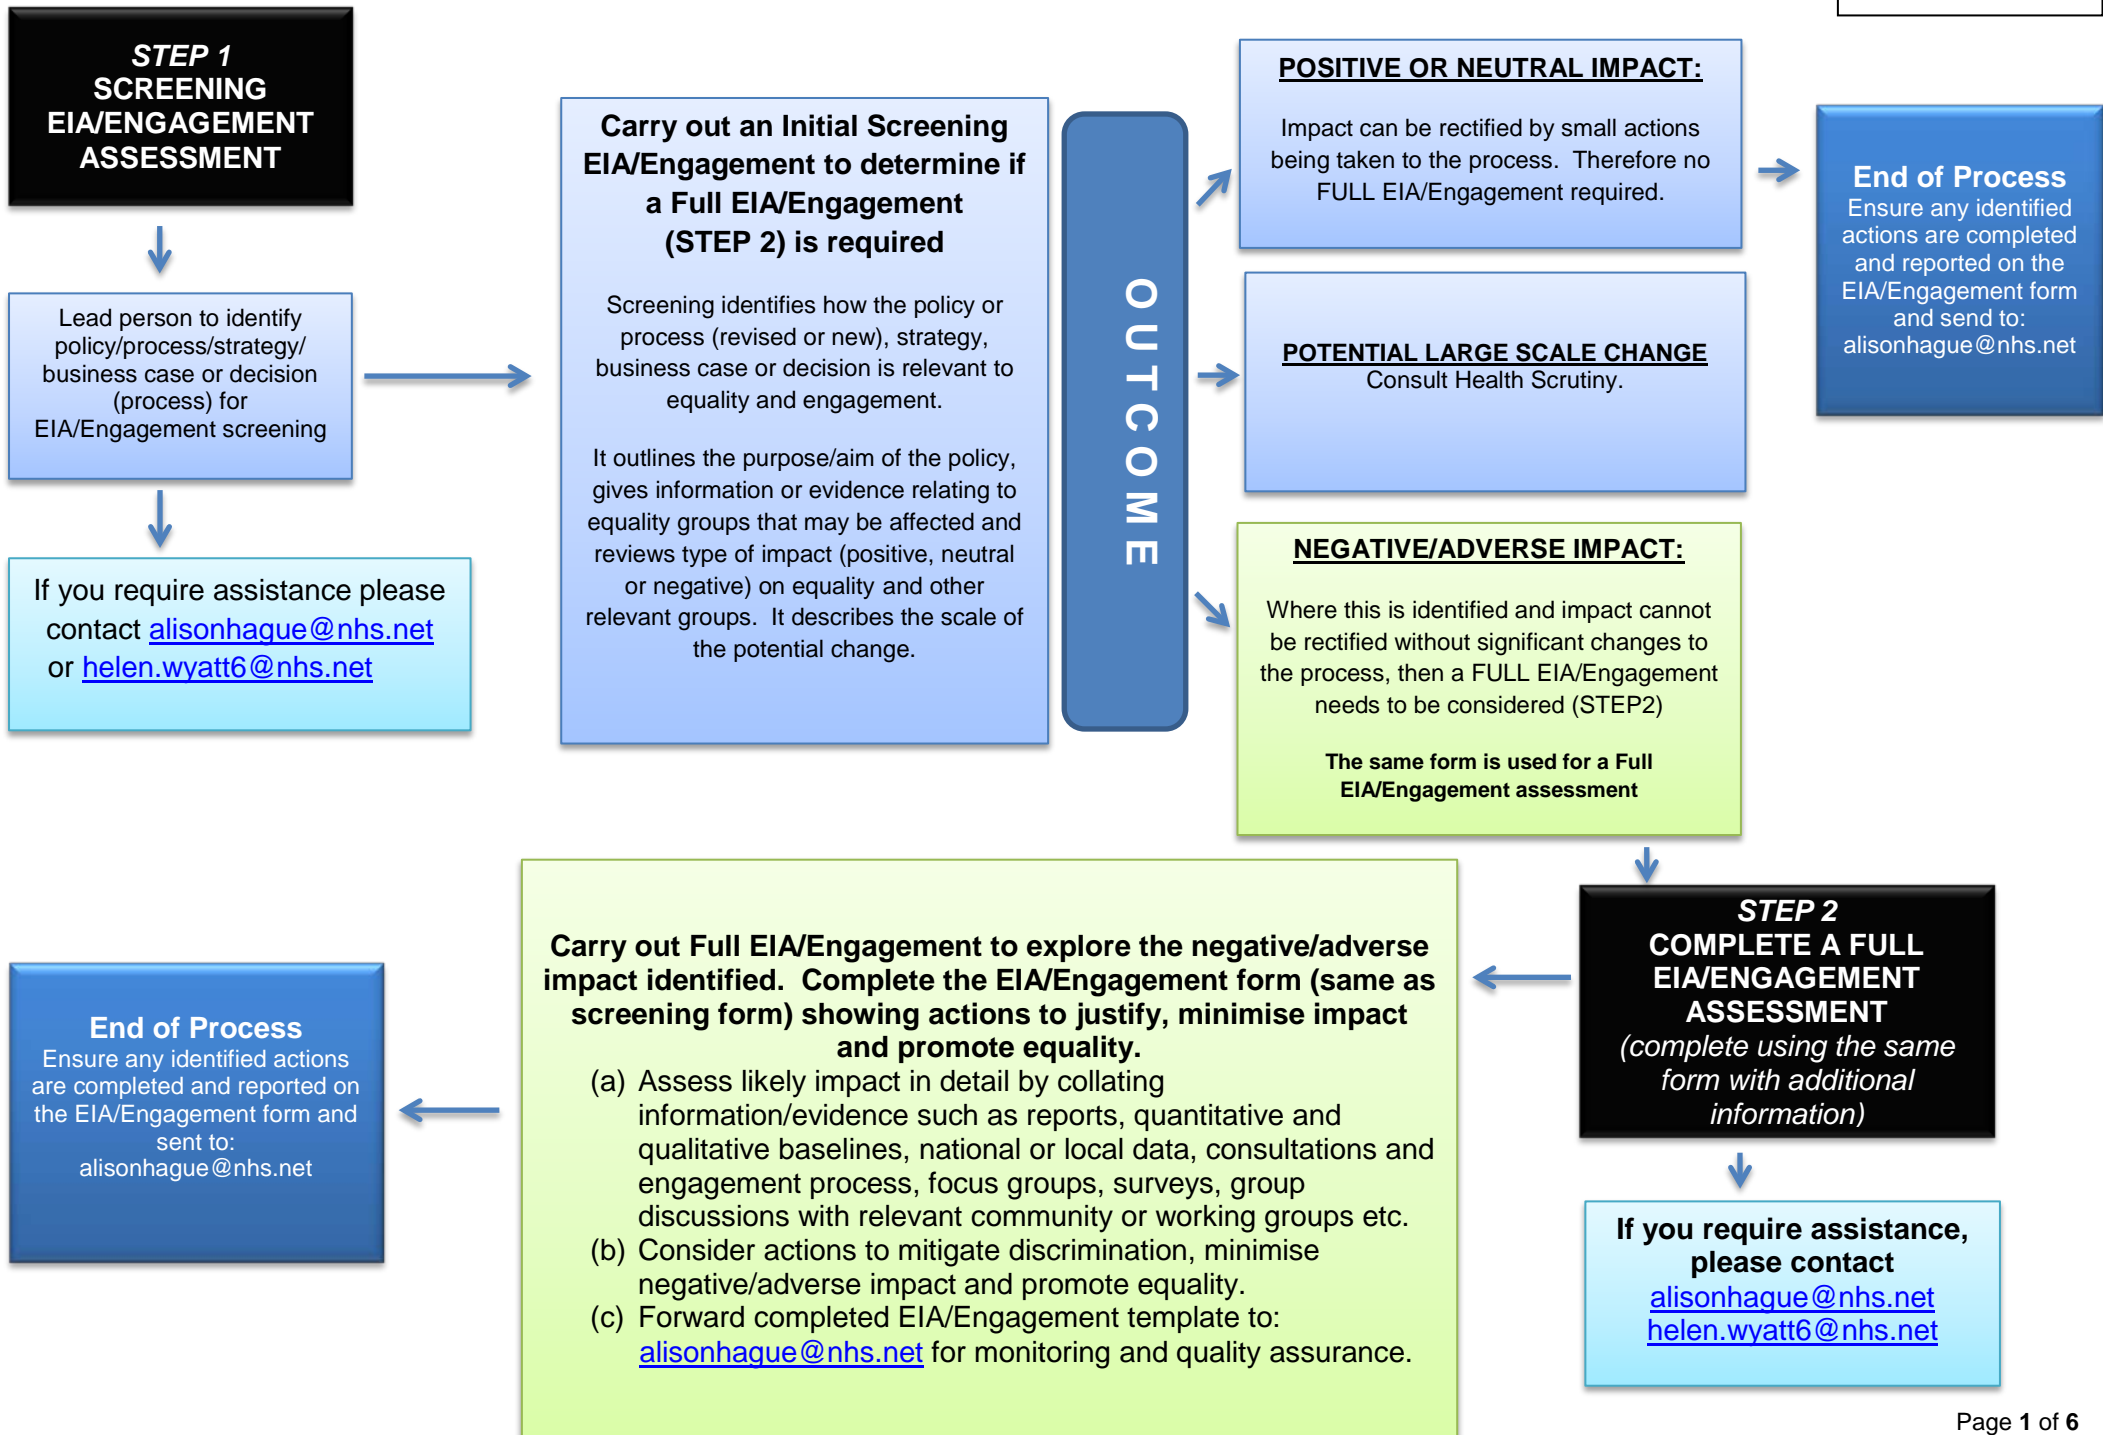 STEP 1
SCREENING
EIA/ENGAGEMENT
ASSESSMENT
Lead person to identify
policy/process/strategy/
business case or decision
(process) for
EIA/Engagement screening
If you require assistance please
contact alisonhague@nhs.net
or helen.wyatt6@nhs.net
Carry out an Initial Screening
EIA/Engagement to determine if
a Full EIA/Engagement
(STEP 2) is required
Screening identifies how the policy or
process (revised or new), strategy,
business case or decision is relevant to
equality and engagement.
It outlines the purpose/aim of the policy,
gives information or evidence relating to
equality groups that may be affected and
reviews type of impact (positive, neutral
or negative) on equality and other
relevant groups.  It describes the scale of
the potential change.
OUTCOME
POSITIVE OR NEUTRAL IMPACT:
Impact can be rectified by small actions
being taken to the process.  Therefore no
FULL EIA/Engagement required.
End of Process
Ensure any identified
actions are completed
and reported on the
EIA/Engagement form
and send to:
alisonhague@nhs.net
POTENTIAL LARGE SCALE CHANGE
Consult Health Scrutiny.
NEGATIVE/ADVERSE IMPACT:
Where this is identified and impact cannot
be rectified without significant changes to
the process, then a FULL EIA/Engagement
needs to be considered (STEP2)
The same form is used for a Full
EIA/Engagement assessment
STEP 2
COMPLETE A FULL
EIA/ENGAGEMENT
ASSESSMENT
(complete using the same
form with additional
information)
If you require assistance,
please contact
alisonhague@nhs.net
helen.wyatt6@nhs.net
Carry out Full EIA/Engagement to explore the negative/adverse
impact identified.  Complete the EIA/Engagement form (same as
screening form) showing actions to justify, minimise impact
and promote equality.
(a) Assess likely impact in detail by collating
information/evidence such as reports, quantitative and
qualitative baselines, national or local data, consultations and
engagement process, focus groups, surveys, group
discussions with relevant community or working groups etc.
(b) Consider actions to mitigate discrimination, minimise
negative/adverse impact and promote equality.
(c) Forward completed EIA/Engagement template to:
alisonhague@nhs.net for monitoring and quality assurance.
End of Process
Ensure any identified actions
are completed and reported on
the EIA/Engagement form and
sent to:
alisonhague@nhs.net
Page 1 of 6